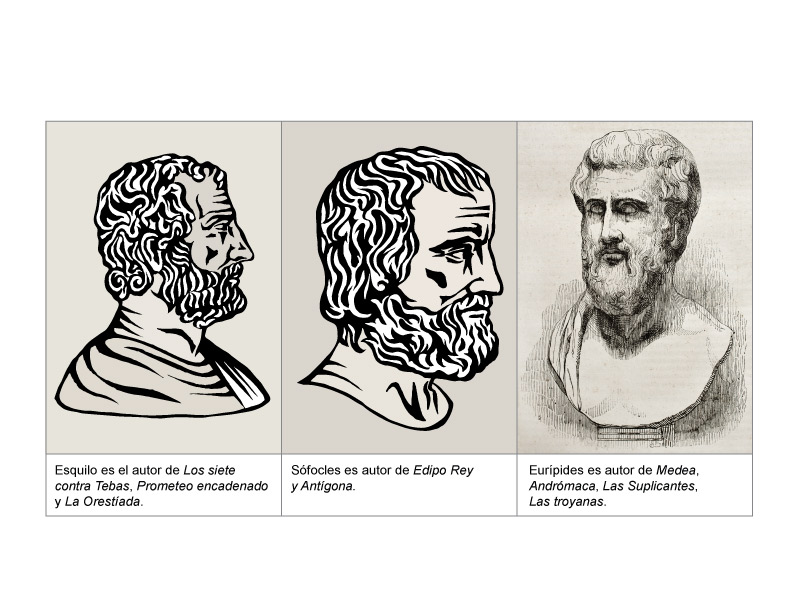 Esquilo es el autor de Los siete
contra Tebas, Prometeo encadenado
y La Orestíada.
Sófocles es autor de Edipo Rey
y Antígona.
Eurípides es autor de Medea,
Andrómaca, Las Suplicantes,
Las troyanas.